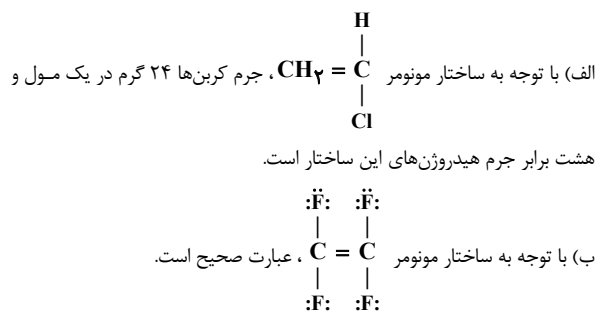 H
|
الف) با توجه به ساختار مونومر CH۲ = C ، جرم کربن‌ها ۲۴ گرم در یک مـول و
|
Cl
هشت برابر جرم هیدروژن‌های این ساختار است.
:F̈: :F̈:
| |
ب) با توجه به ساختار مونومر C = C ، عبارت صحیح است.
| |
:F: :F: